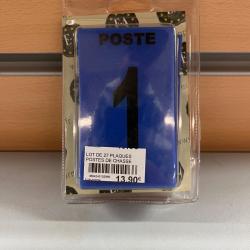 POSTE
1
LOT DE 27 PLAQUES
POSTES DE CHASSE
13.90€